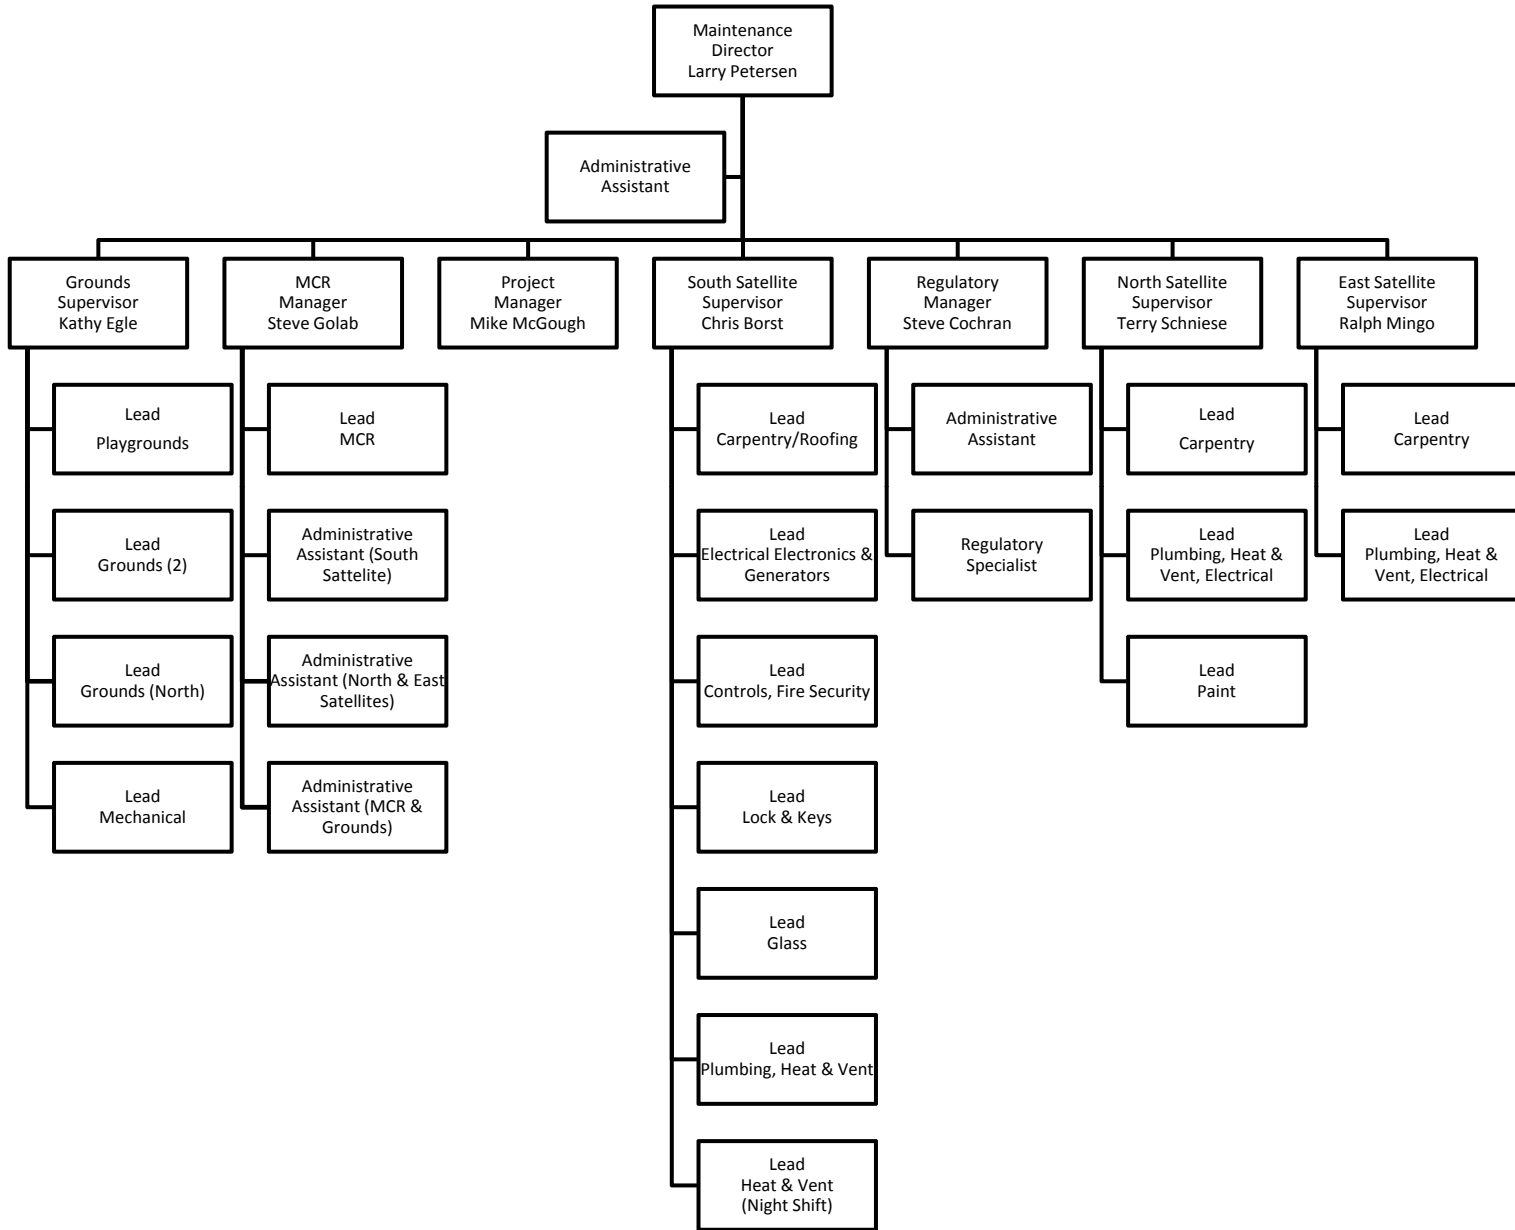 Maintenance
Director
Larry Petersen
Administrative
Assistant
Grounds
Supervisor
Kathy Egle
MCR
Manager
Steve Golab
Project
Manager
Mike McGough
South Satellite
Supervisor
Chris Borst
Regulatory
Manager
Steve Cochran
North Satellite
Supervisor
Terry Schniese
East Satellite
Supervisor
Ralph Mingo
Lead
Playgrounds
Lead
Grounds (2)
Lead
Grounds (North)
Lead
Mechanical
Lead
MCR
Administrative
Assistant (South
Sattelite)
Administrative
Assistant (North & East
Satellites)
Administrative
Assistant (MCR &
Grounds)
Lead
Carpentry/Roofing
Lead
Electrical Electronics &
Generators
Lead
Controls, Fire Security
Lead
Lock & Keys
Lead
Glass
Lead
Plumbing, Heat & Vent
Lead
Heat & Vent
(Night Shift)
Administrative
Assistant
Regulatory
Specialist
Lead
Carpentry
Lead
Plumbing, Heat &
Vent, Electrical
Lead
Paint
Lead
Carpentry
Lead
Plumbing, Heat &
Vent, Electrical